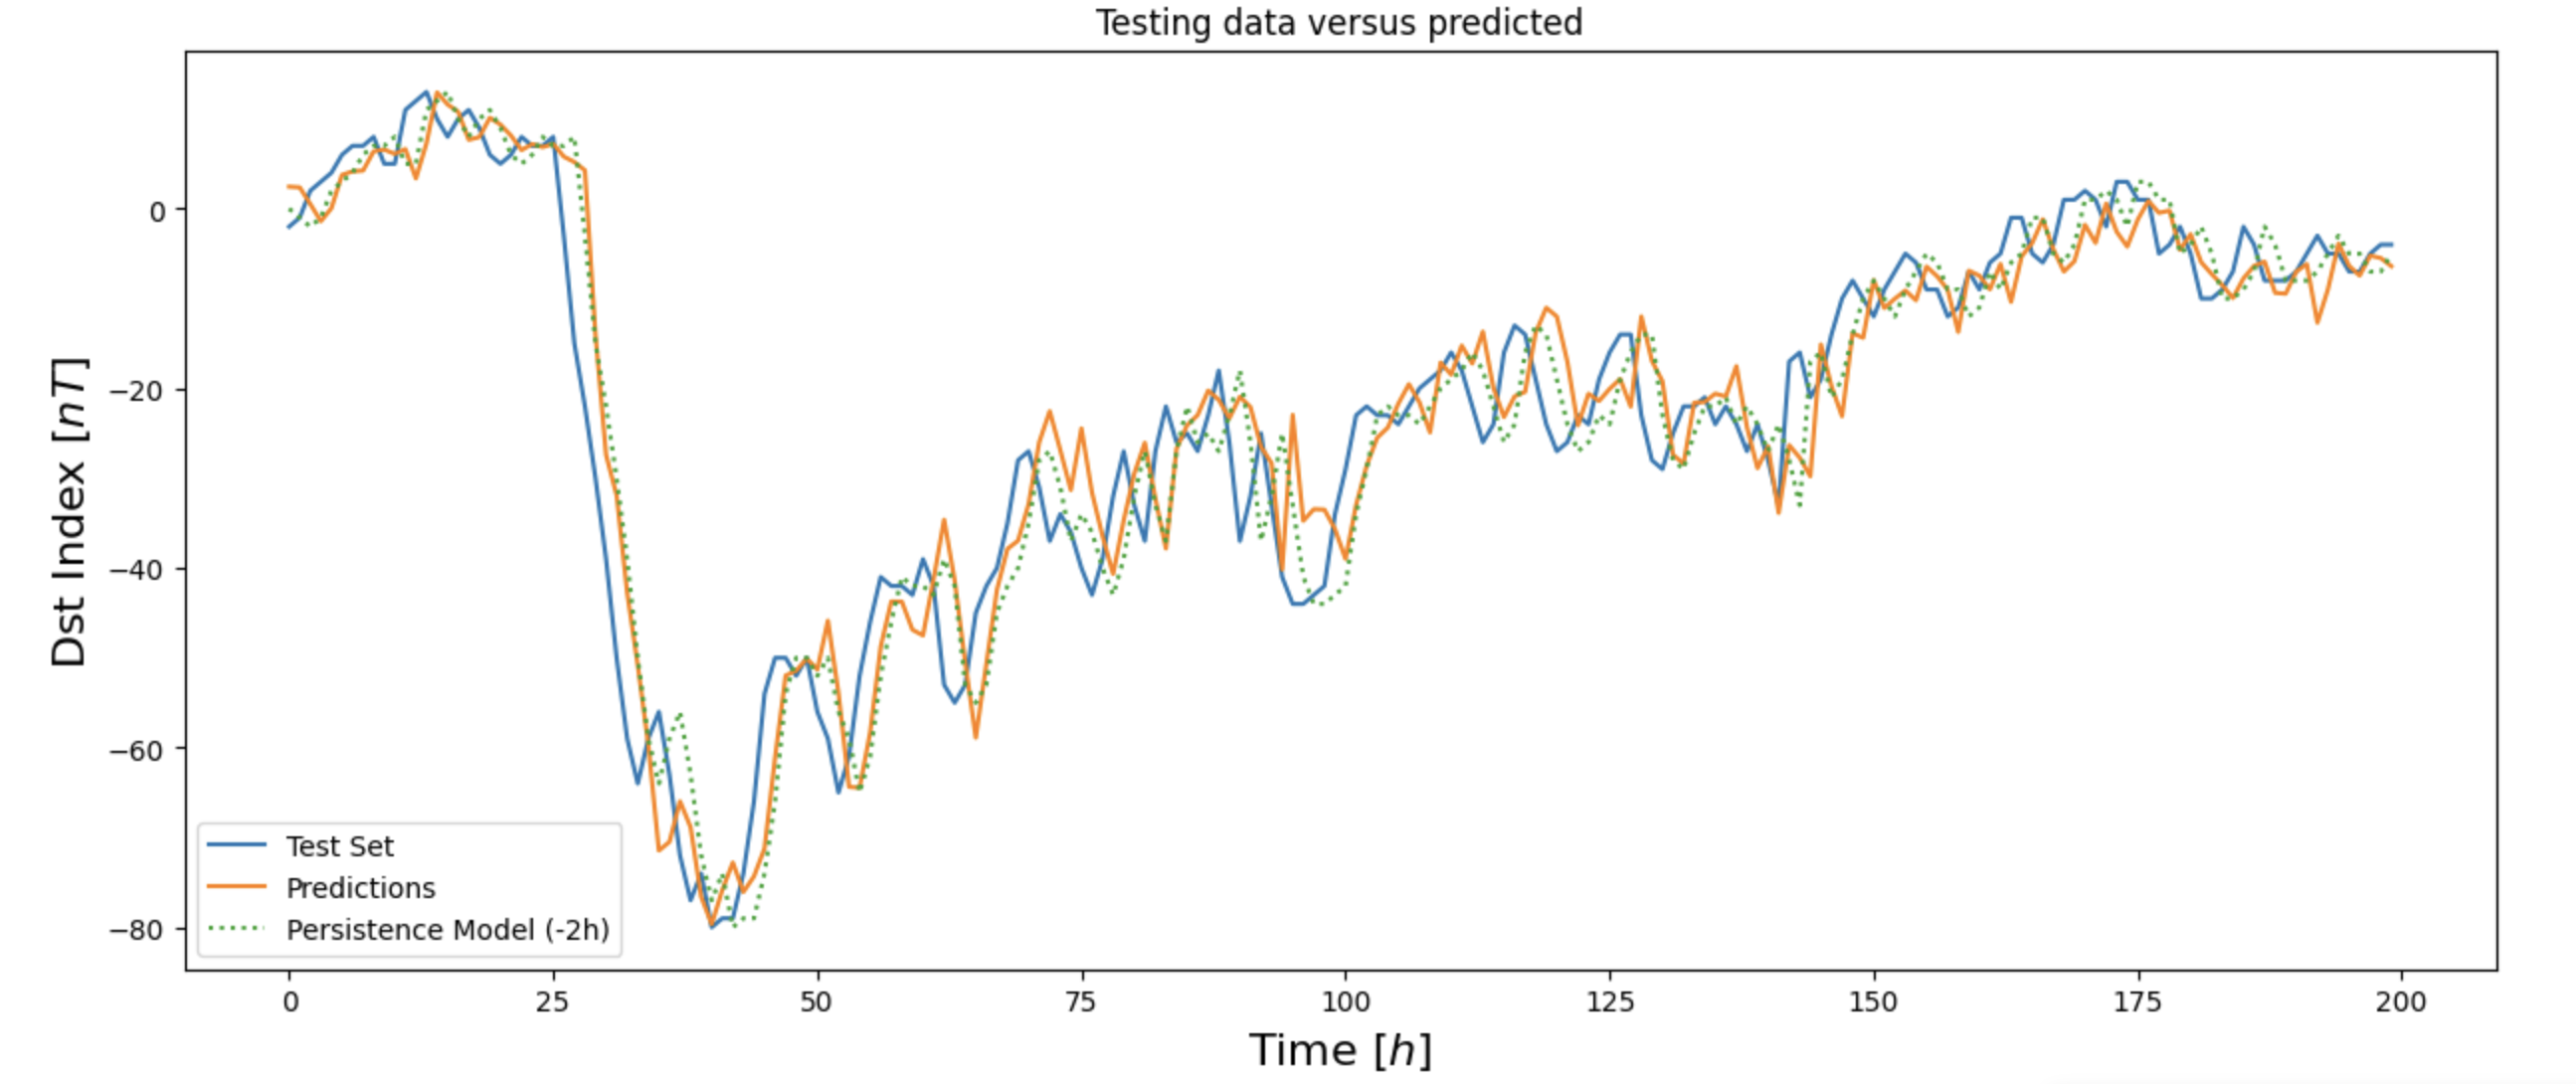 Testing data versus predicted
Dst Index [nT]
0
−20
−40
−60
−80
Test Set
Predictions
Persistence Model (-2h)
0 25 50 75 100 125 150 175 200
Time [h]